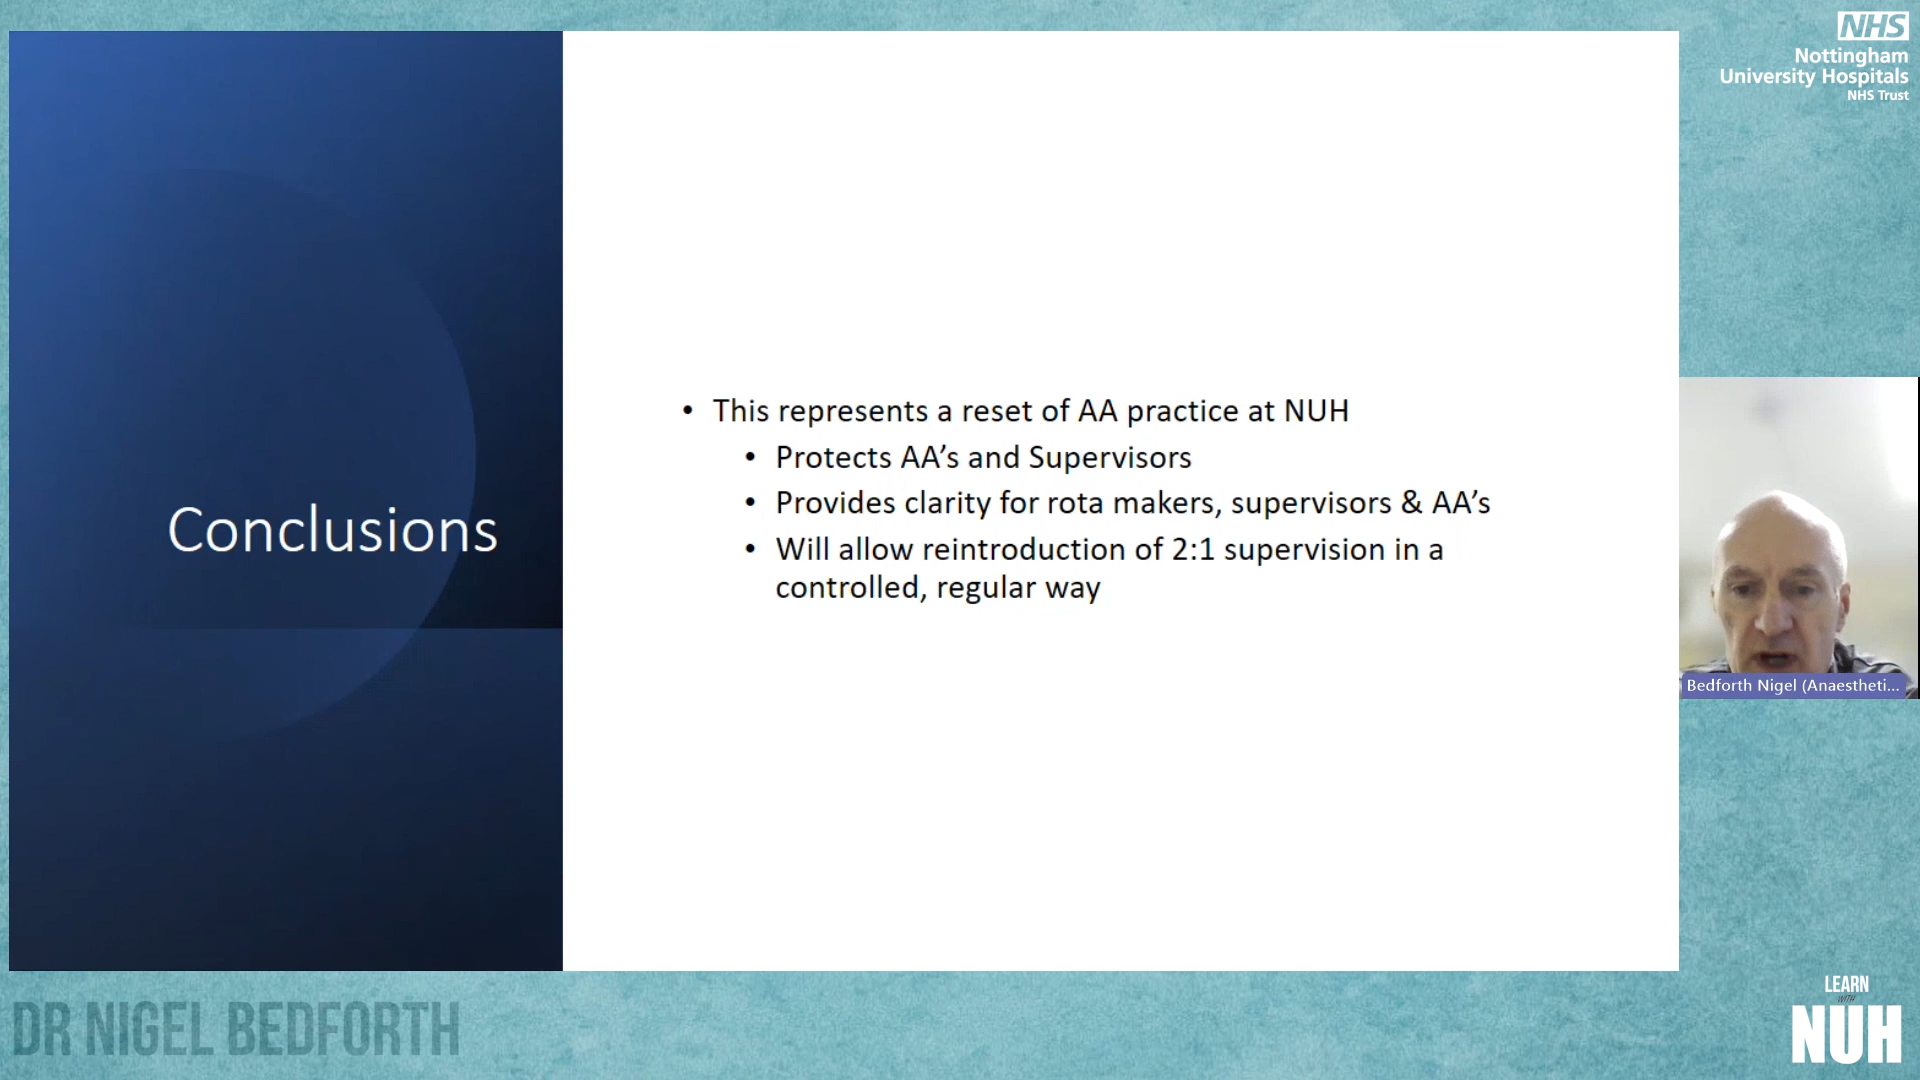 NHS
Nottingham
University Hospitals
NHS Trust
Conclusions
• This represents a reset of AA practice at NUH
• Protects AA’s and Supervisors
• Provides clarity for rota makers, supervisors & AA’s
• Will allow reintroduction of 2:1 supervision in a
controlled, regular way
Bedforth Nigel (Anaestheti...
DR NIGEL BEDFORTH
LEARN
WITH
NUH